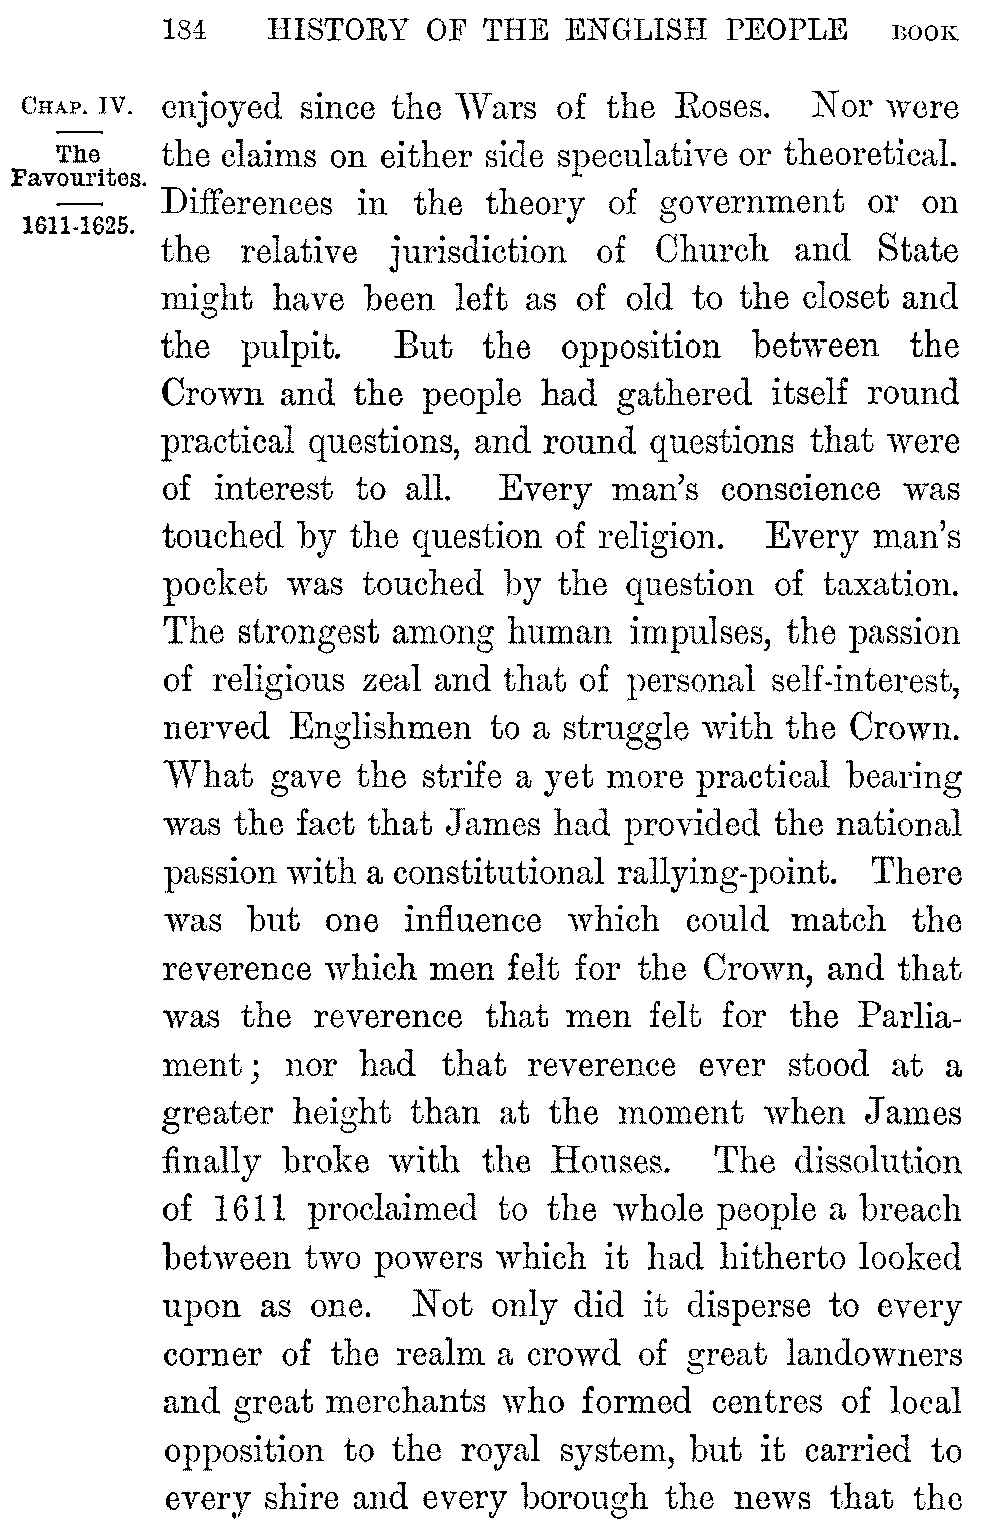 184 HISTORY OF THE ENGLISH PEOPLE BOOK
CHAP. IV.
The
Favourites.
1611-1625.
enjoyed since the Wars of the Roses. Nor were
the claims on either side speculative or theoretical.
Differences in the theory of government or on
the relative jurisdiction of Church and State
might have been left as of old to the closet and
the pulpit. But the opposition between the
Crown and the people had gathered itself round
practical questions, and round questions that were
of interest to all. Every man's conscience was
touched by the question of religion. Every man's
pocket was touched by the question of taxation.
The strongest among human impulses, the passion
of religious zeal and that of personal self-interest,
nerved Englishmen to a struggle with the Crown.
What gave the strife a yet more practical bearing
was the fact that James had provided the national
passion with a constitutional rallying-point. There
was but one influence which could match the
reverence which men felt for the Crown, and that
was the reverence that men felt for the Parlia-
ment; nor had that reverence ever stood at a
greater height than at the moment when James
finally broke with the Houses. The dissolution
of 1611 proclaimed to the whole people a breach
between two powers which it had hitherto looked
upon as one. Not only did it disperse to every
corner of the realm a crowd of great landowners
and great merchants who formed centres of local
opposition to the royal system, but it carried to
every shire and every borough the news that the